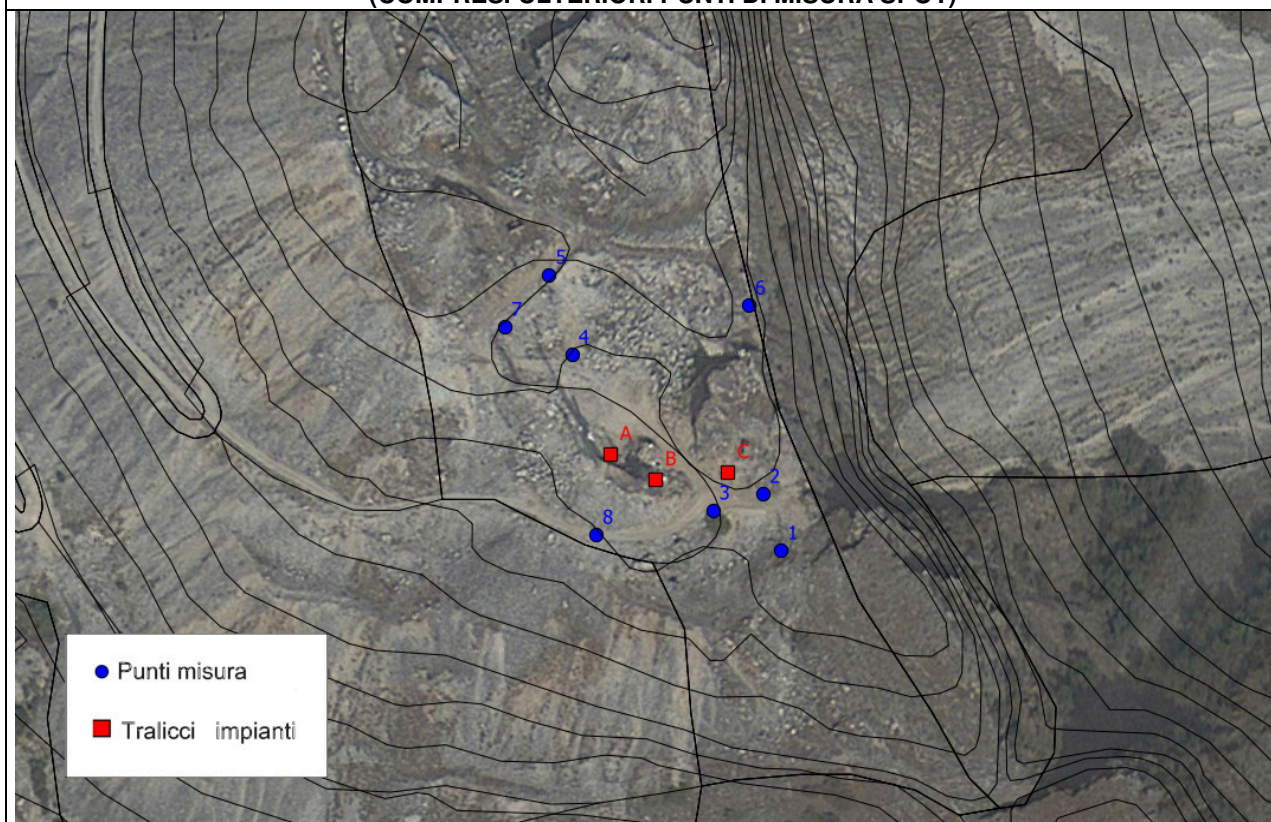 (COMPRESI ULTERIORI PUNTI DI MISURA SPOT)
5
6
7
4
A
B
C
2
3
8
1
Punti misura
Tralicci impianti